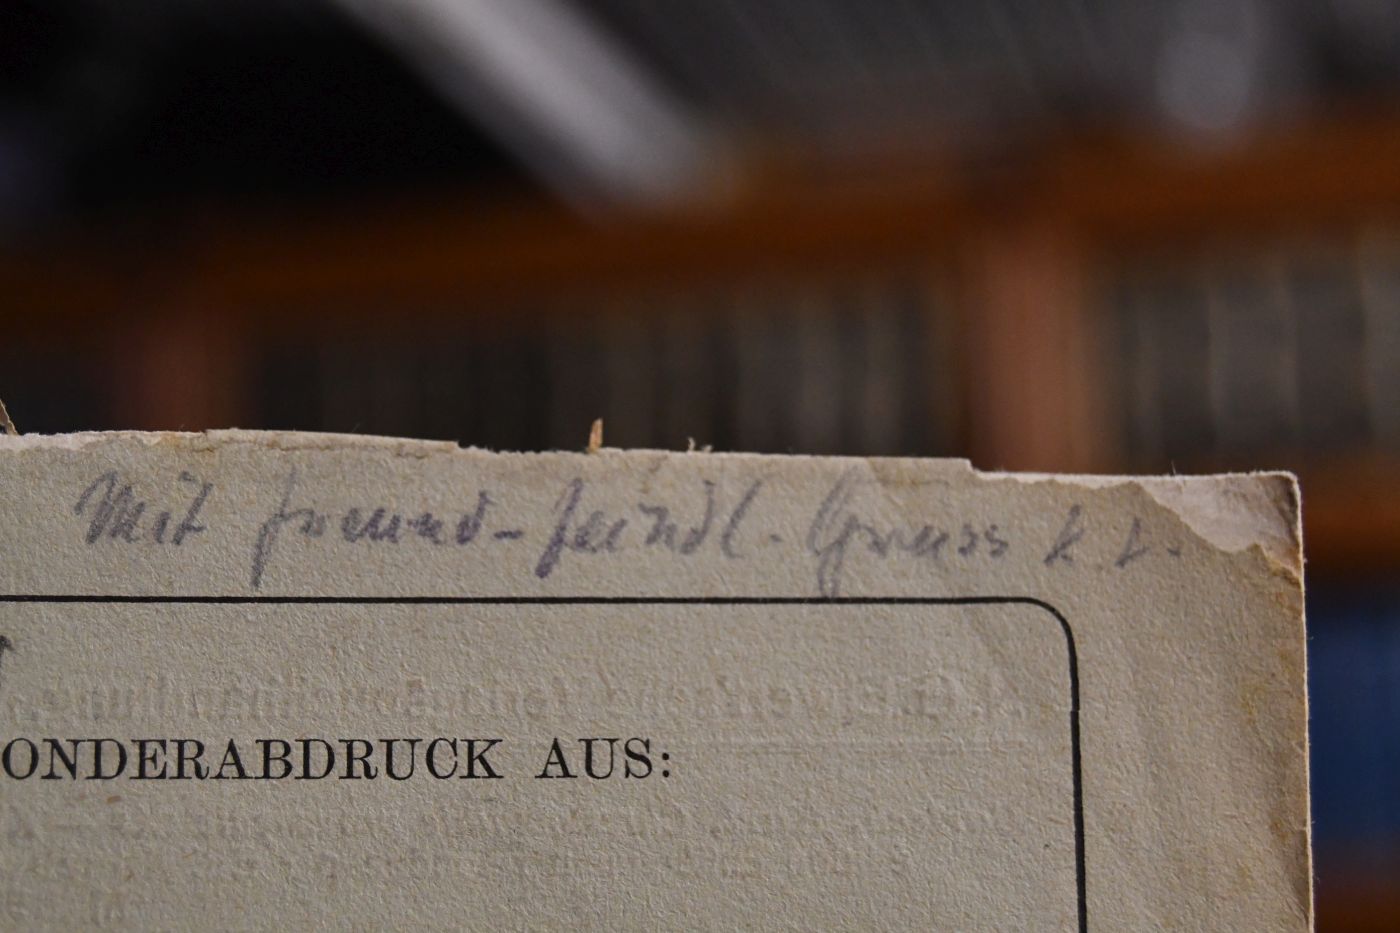 Mit freund-feindl. Gruss k. t.
ONDERABDRUCK AUS: